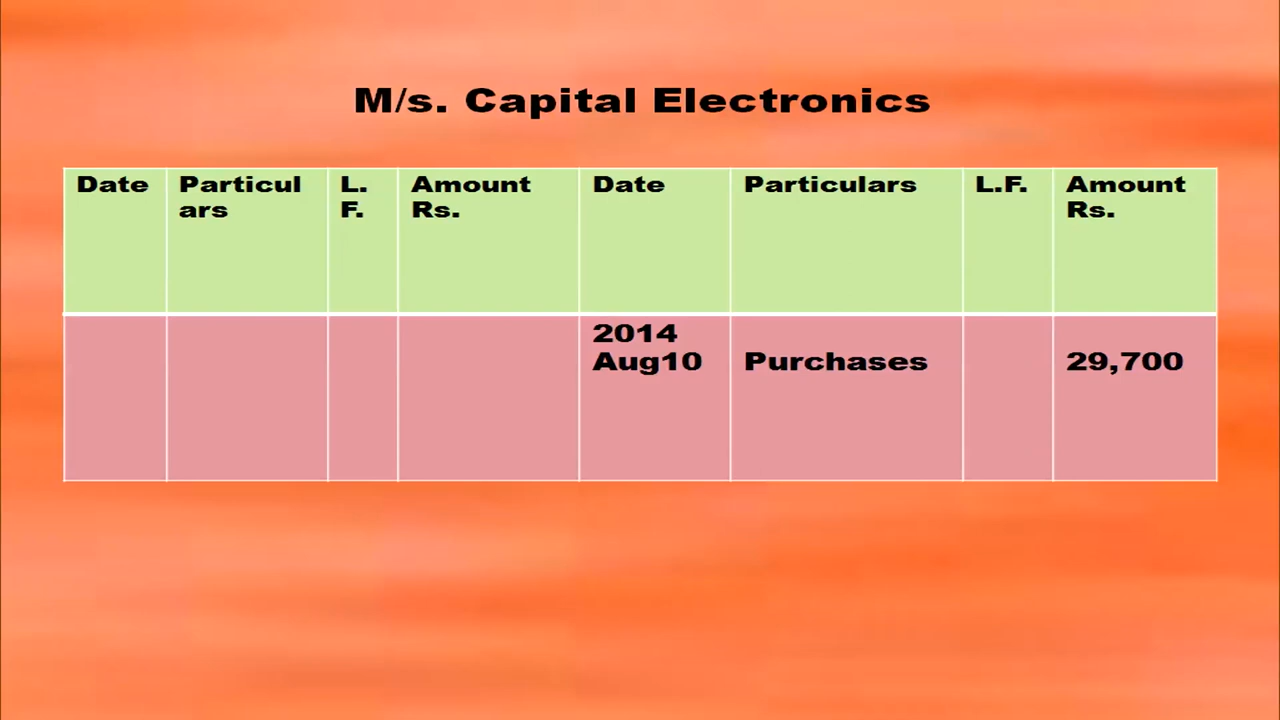 M/s. Capital Electronics
Date Particul L. Amount Date Particulars L.F. Amount
ars F. Rs. Rs.
2014
Aug10 Purchases 29,700